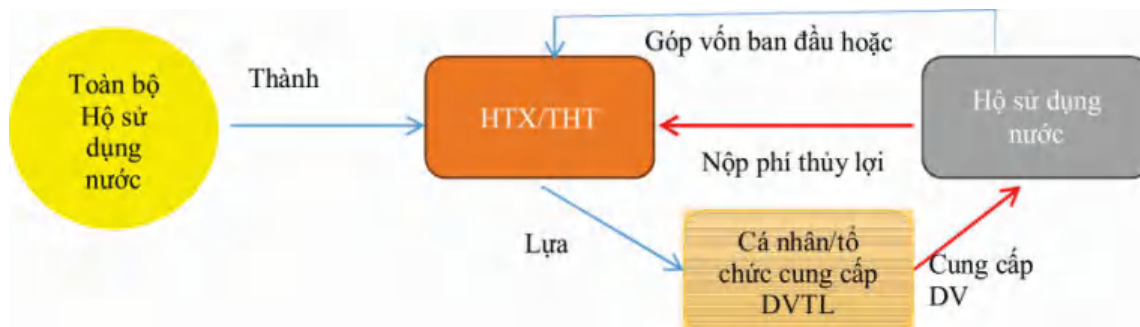 Toàn bộ
Hộ sử
dụng
nước
Thành
HTX/THT
Góp vốn ban đầu hoặc
Nộp phí thủy lợi
Hộ sử dụng
nước
Lựa
Cá nhân/tổ
chức cung cấp
DVTL
Cung cấp
DV